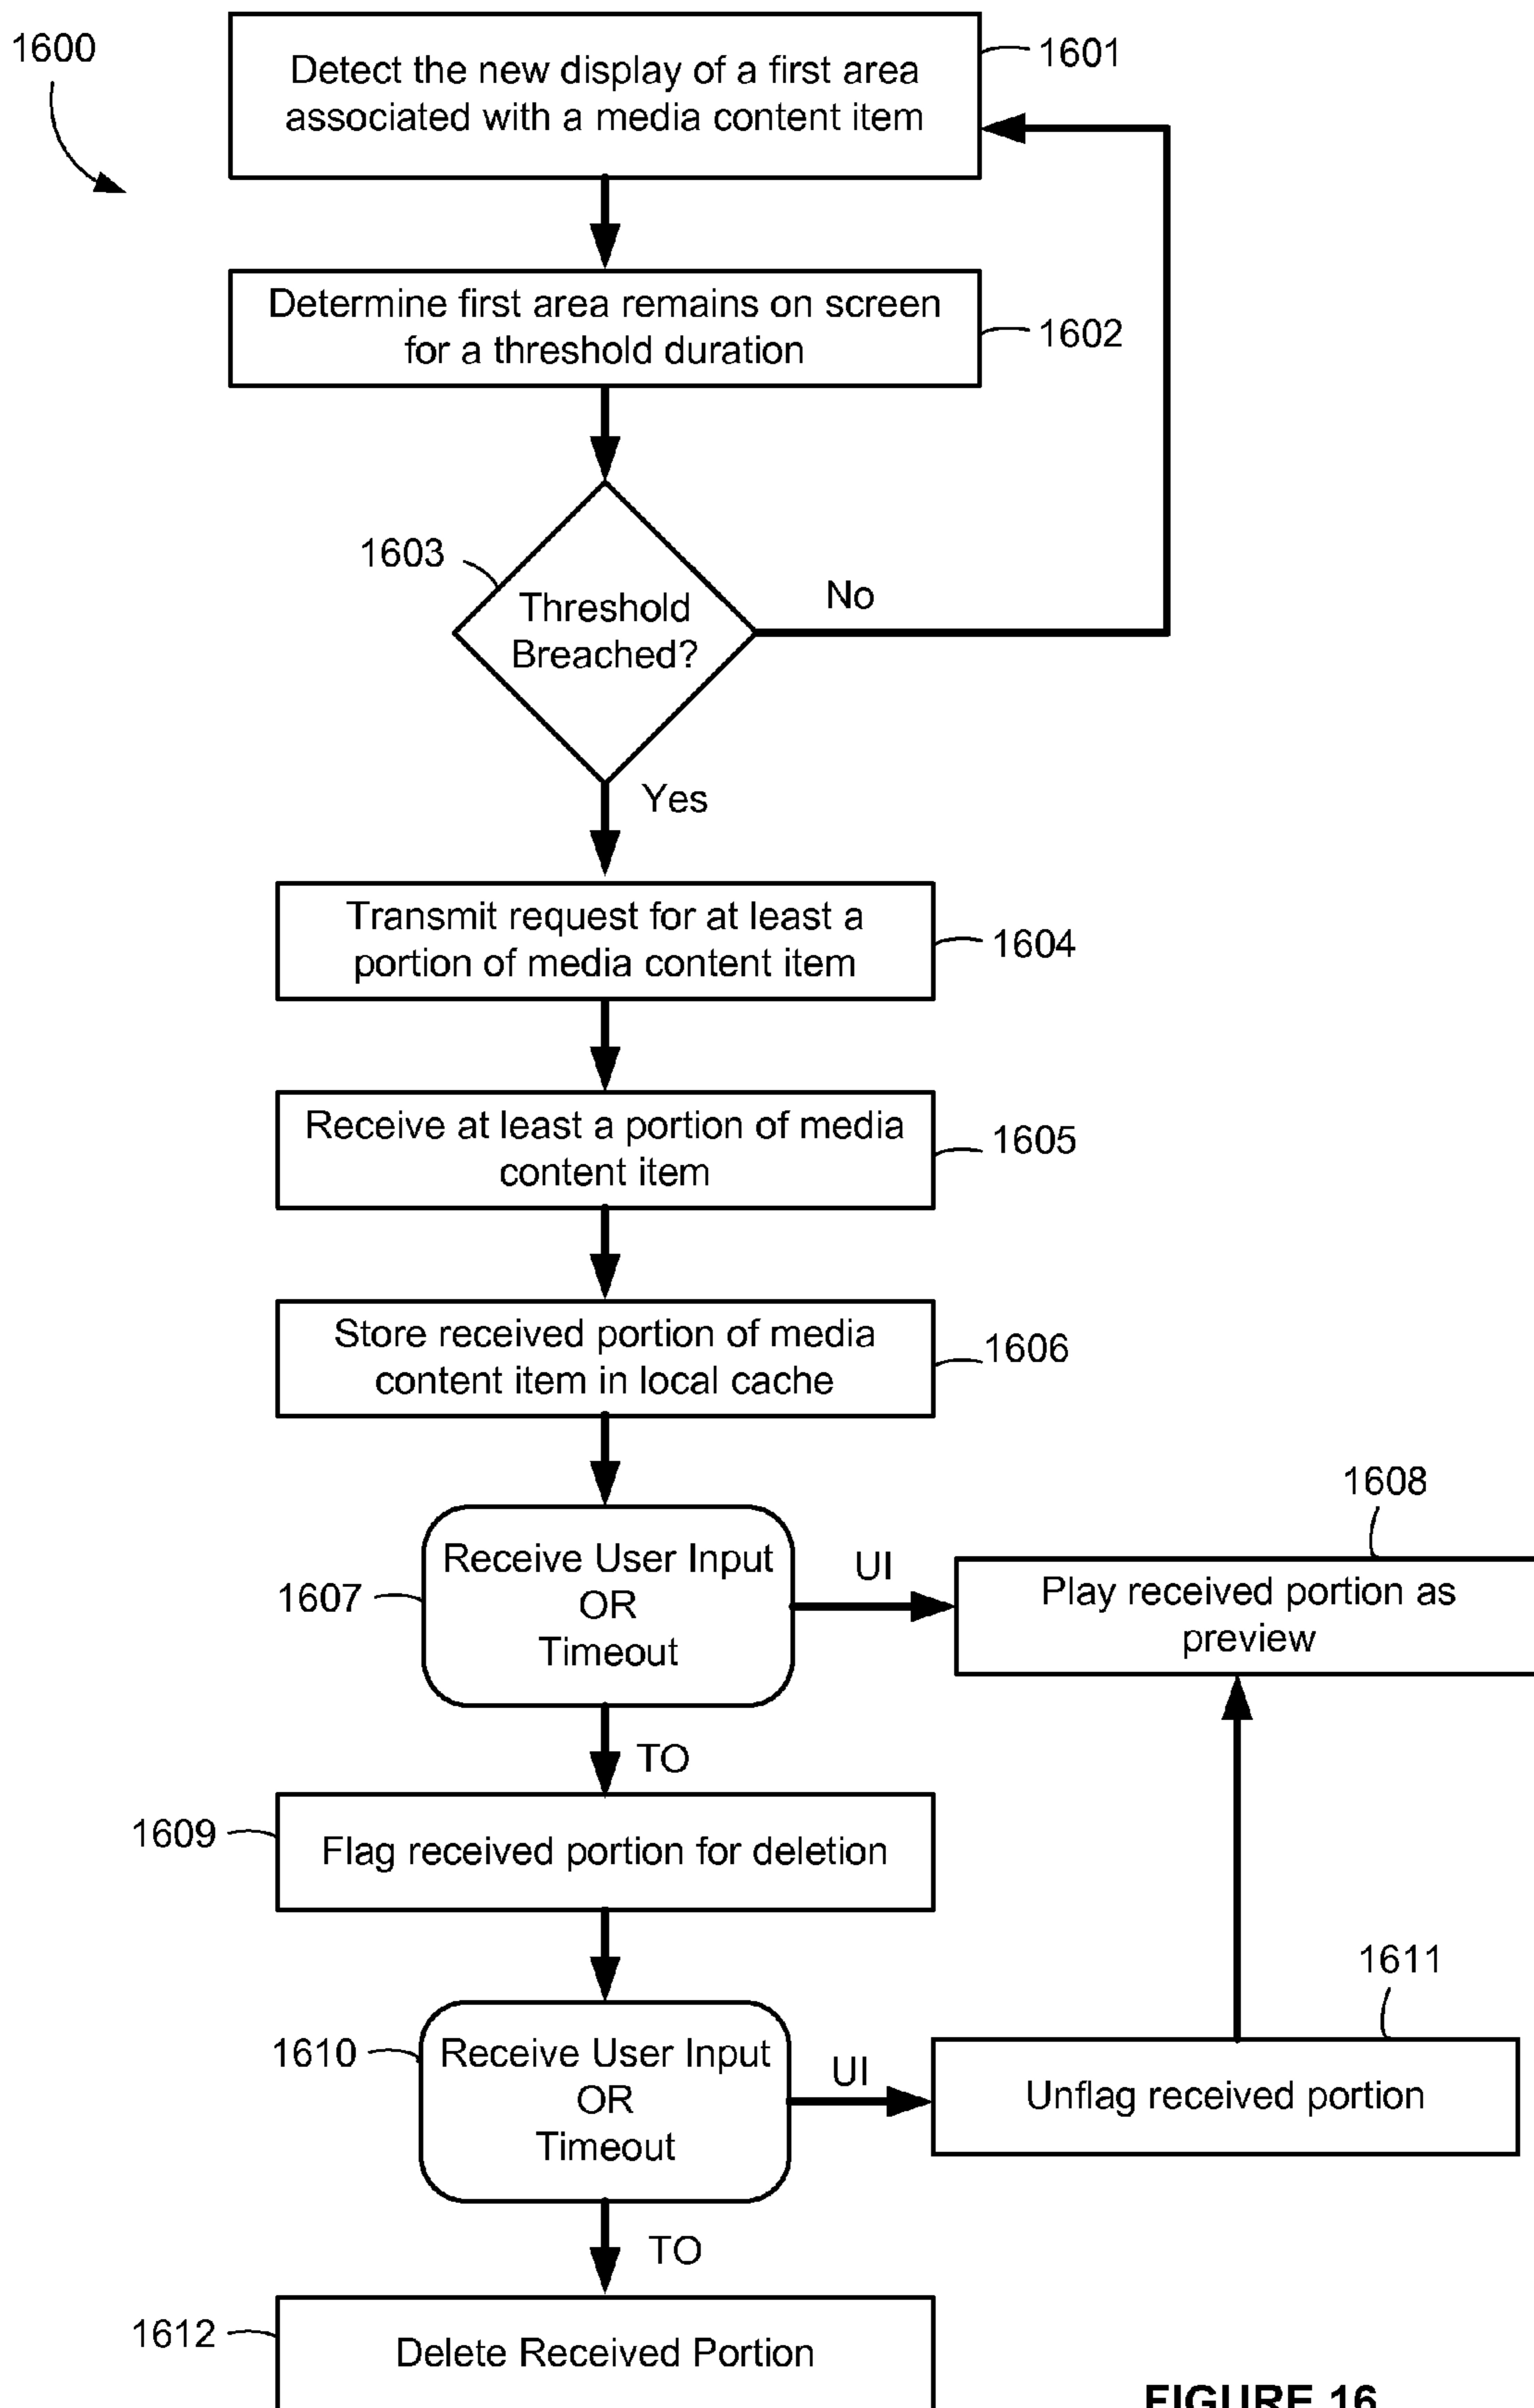 1600
Detect the new display of a first area
associated with a media content item
1601
Determine first area remains on screen
for a threshold duration
1602
1603
Threshold
Breached?
No
Yes
Transmit request for at least a
portion of media content item
1604
Receive at least a portion of media
content item
1605
Store received portion of media
content item in local cache
1606
1607
Receive User Input
OR
Timeout
UI
1608
Play received portion as
preview
TO
1609
Flag received portion for deletion
1610
Receive User Input
OR
Timeout
UI
1611
Unflag received portion
TO
1612
Delete Received Portion
FIGURE 16